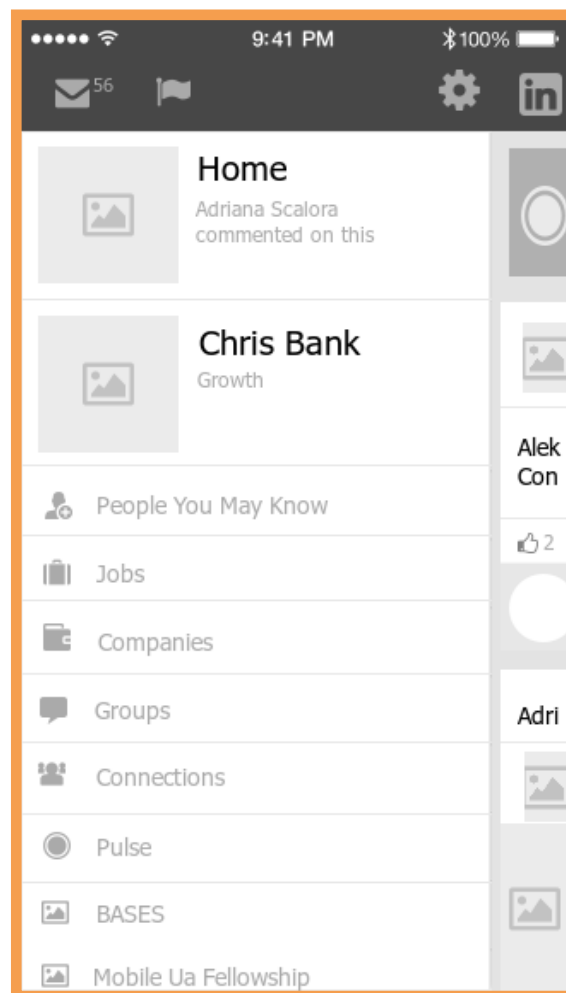 9:41 PM
100%
56
in
Home
Adriana Scalora
commented on this
Chris Bank
Growth
People You May Know
Jobs
Companies
Groups
Connections
Pulse
BASES
Mobile Ua Fellowship
Alek
Con
2
Adri